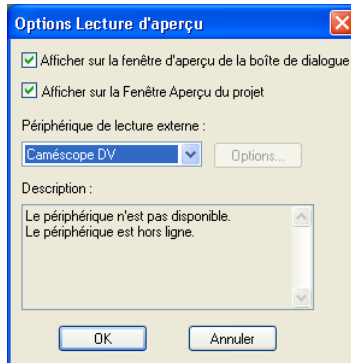 Options Lecture d'aperçu
Afficher sur la fenêtre d'aperçu de la boîte de dialogue
Afficher sur la Fenêtre Aperçu du projet
Périphérique de lecture externe :
Caméscope DV
Options...
Description :
Le périphérique n'est pas disponible.
Le périphérique est hors ligne.
OK
Annuler